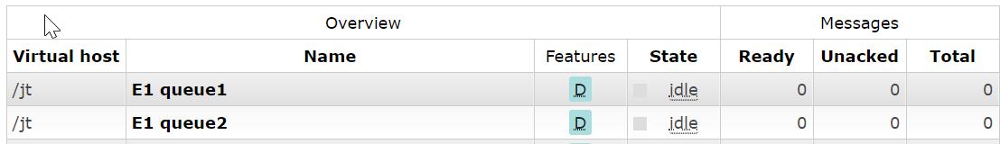 Overview Messages
Virtual host Name Features State Ready Unacked Total
/jt E1 queue1 D idle 0 0 0
/jt E1 queue2 D idle 0 0 0